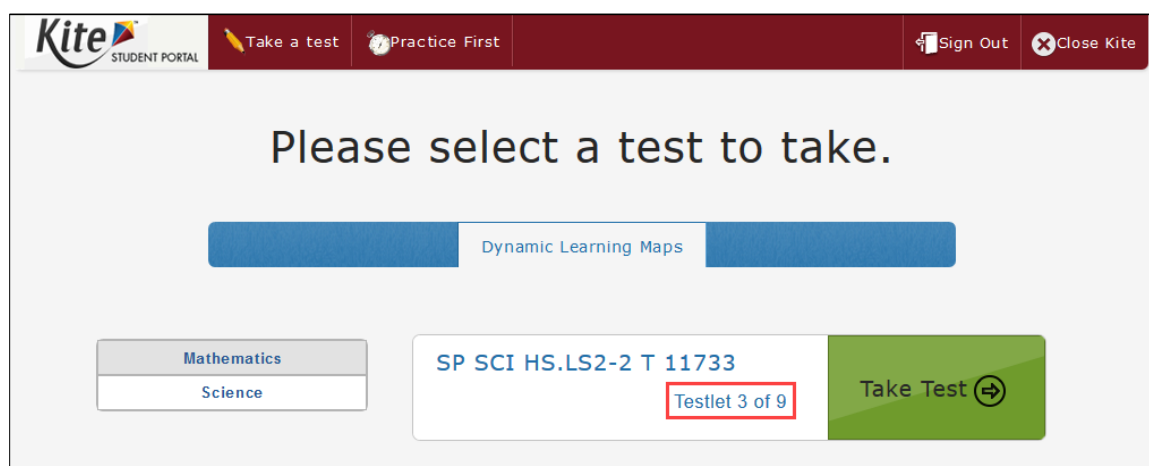 Kite STUDENT PORTAL Take a test Practice First Sign Out Close Kite
Please select a test to take.
Dynamic Learning Maps
Mathematics
Science
SP SCI HS.LS2-2 T 11733
Testlet 3 of 9
Take Test